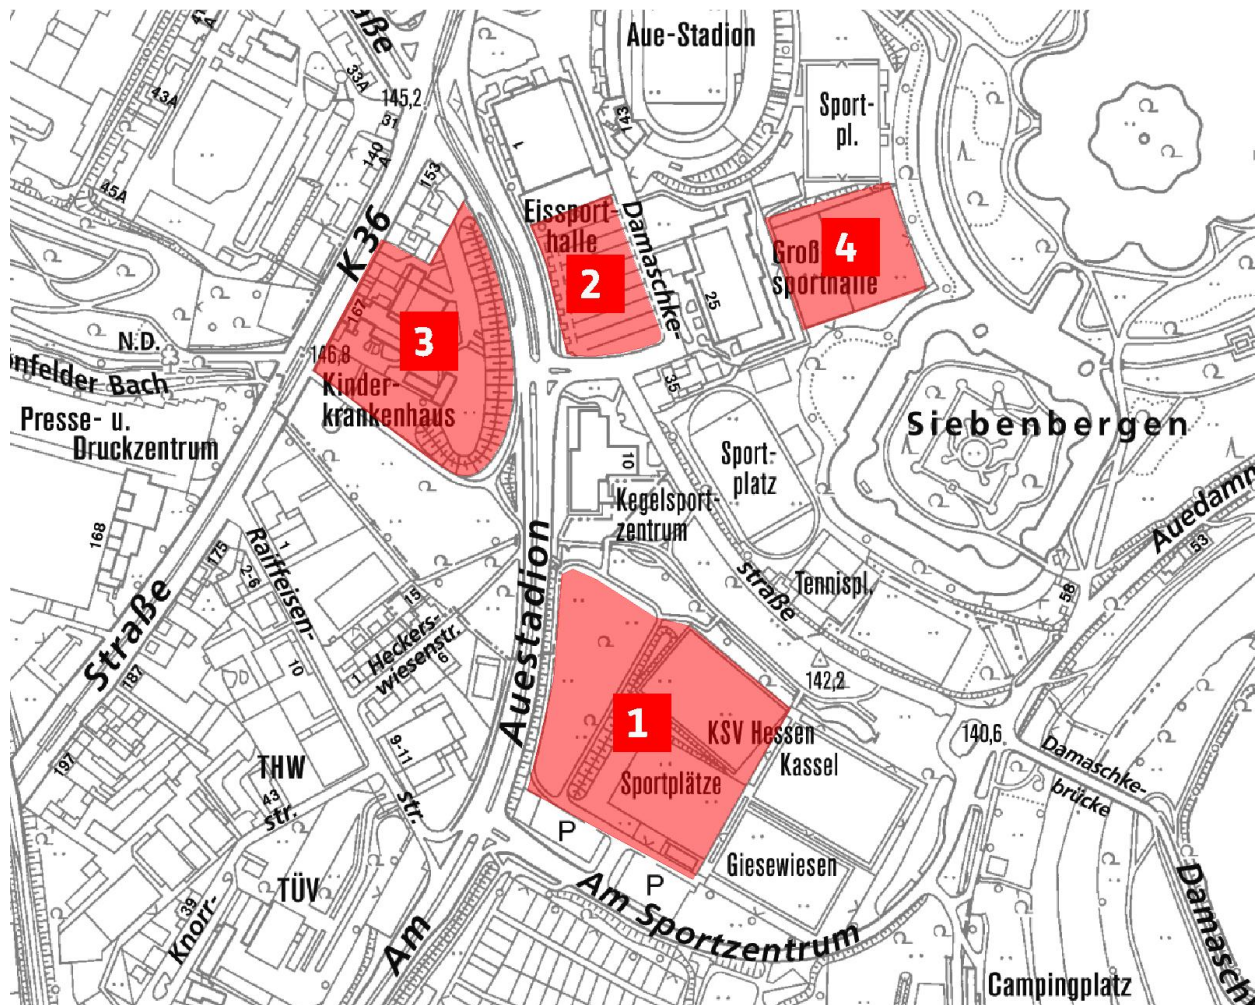 aße
Aue-Stadion
43A
33A
145,2
31
140
A
143
Sport-
pl.
45A
153
1
K 36
Eissport-
halle
2
Damaschke-
4
Groß
sporthalle
25
167
3
N.D.
146,8
Kinder-
krankenhaus
35
enfelder Bach
Presse- u.
Druckzentrum
Siebenbergen
Sport-
platz
10
Kegelsport-
zentrum
Auedamm
53
168
175
2-6
1
Raiffeisen-
Auestadion
straße
Tennispl.
58
15
Heckers-
wiesenstr.
1
6
Straße
187
10
142,2
1
KSV Hessen
Kassel
140,6
Damaschke-
brücke
197
THW
43
str.
9-11
str.
Sportplätze
P
P
Giesewiesen
TÜV
39
Knorr-
Am
Am Sportzentrum
Damasch
Campingplatz